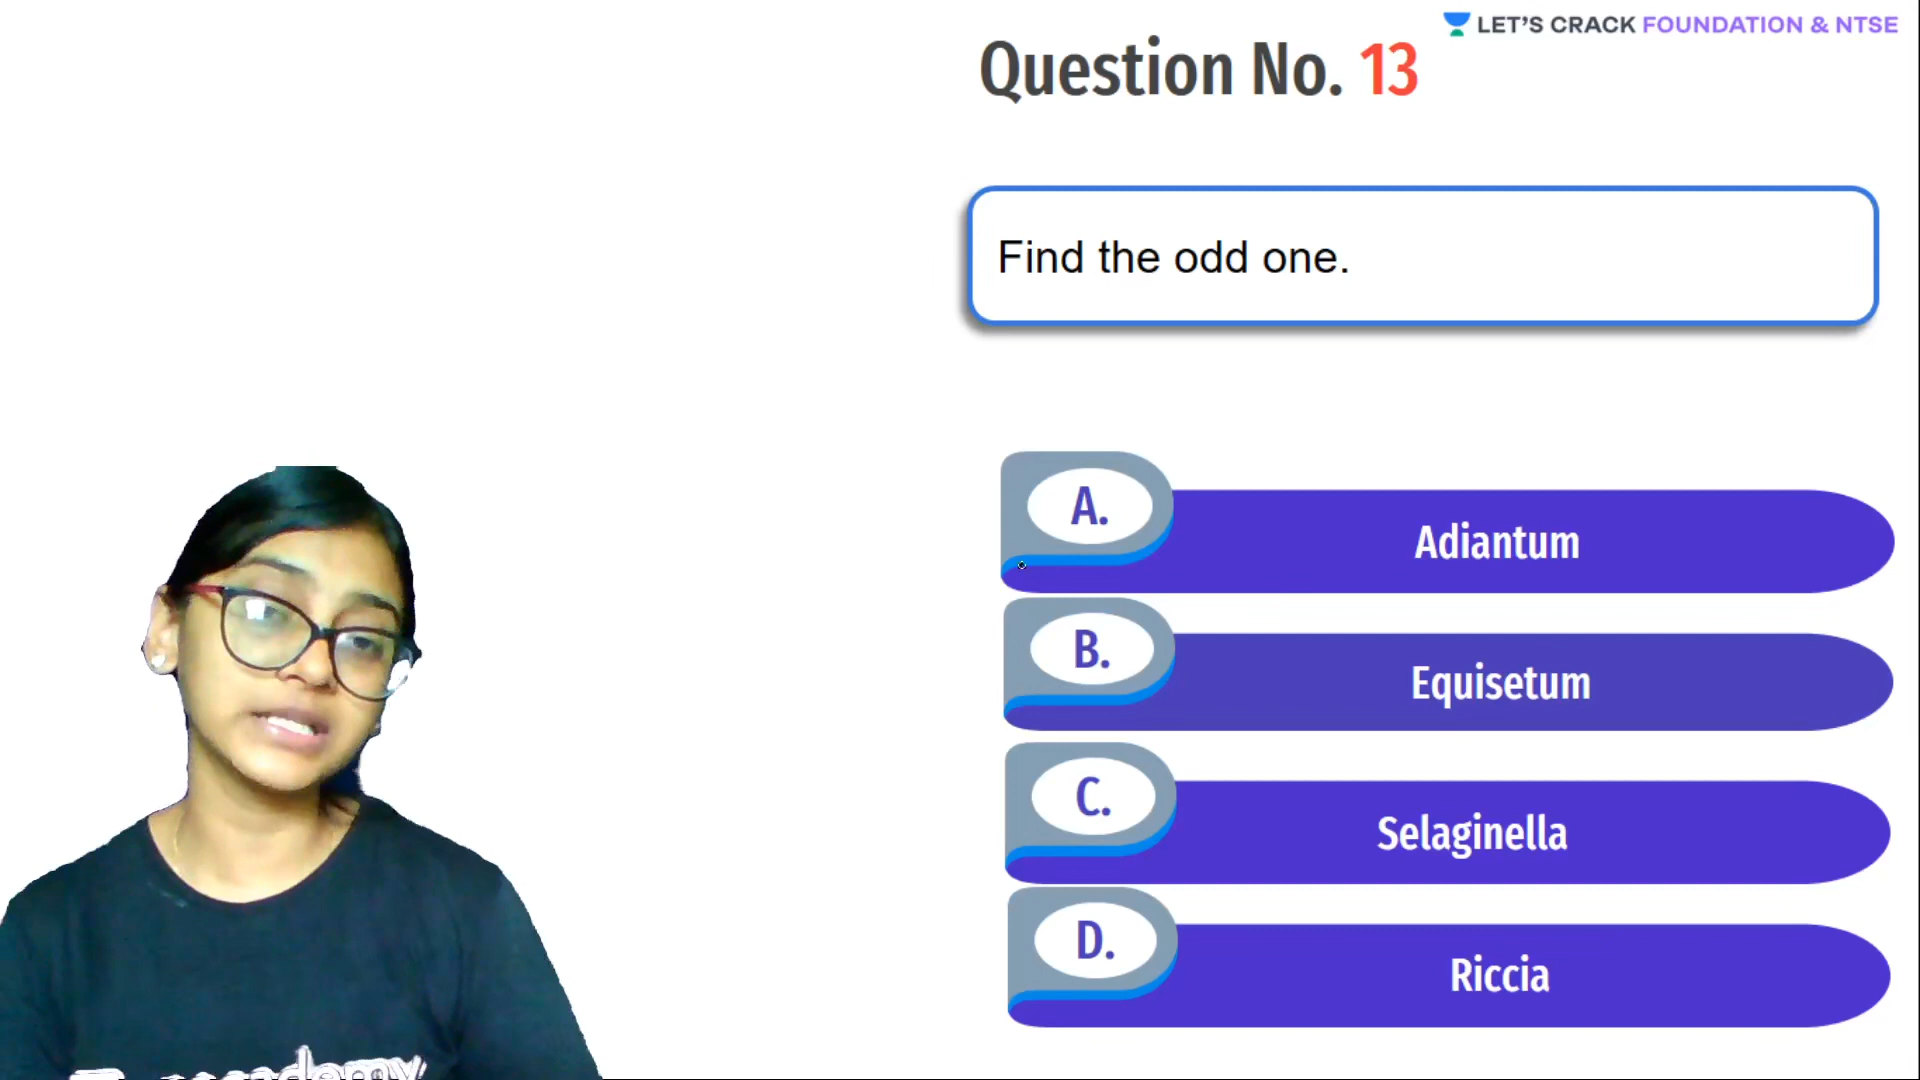 LET'S CRACK FOUNDATION & NTSE
Question No. 13
Find the odd one.
A.
Adiantum
B.
Equisetum
C.
Selaginella
D.
Riccia